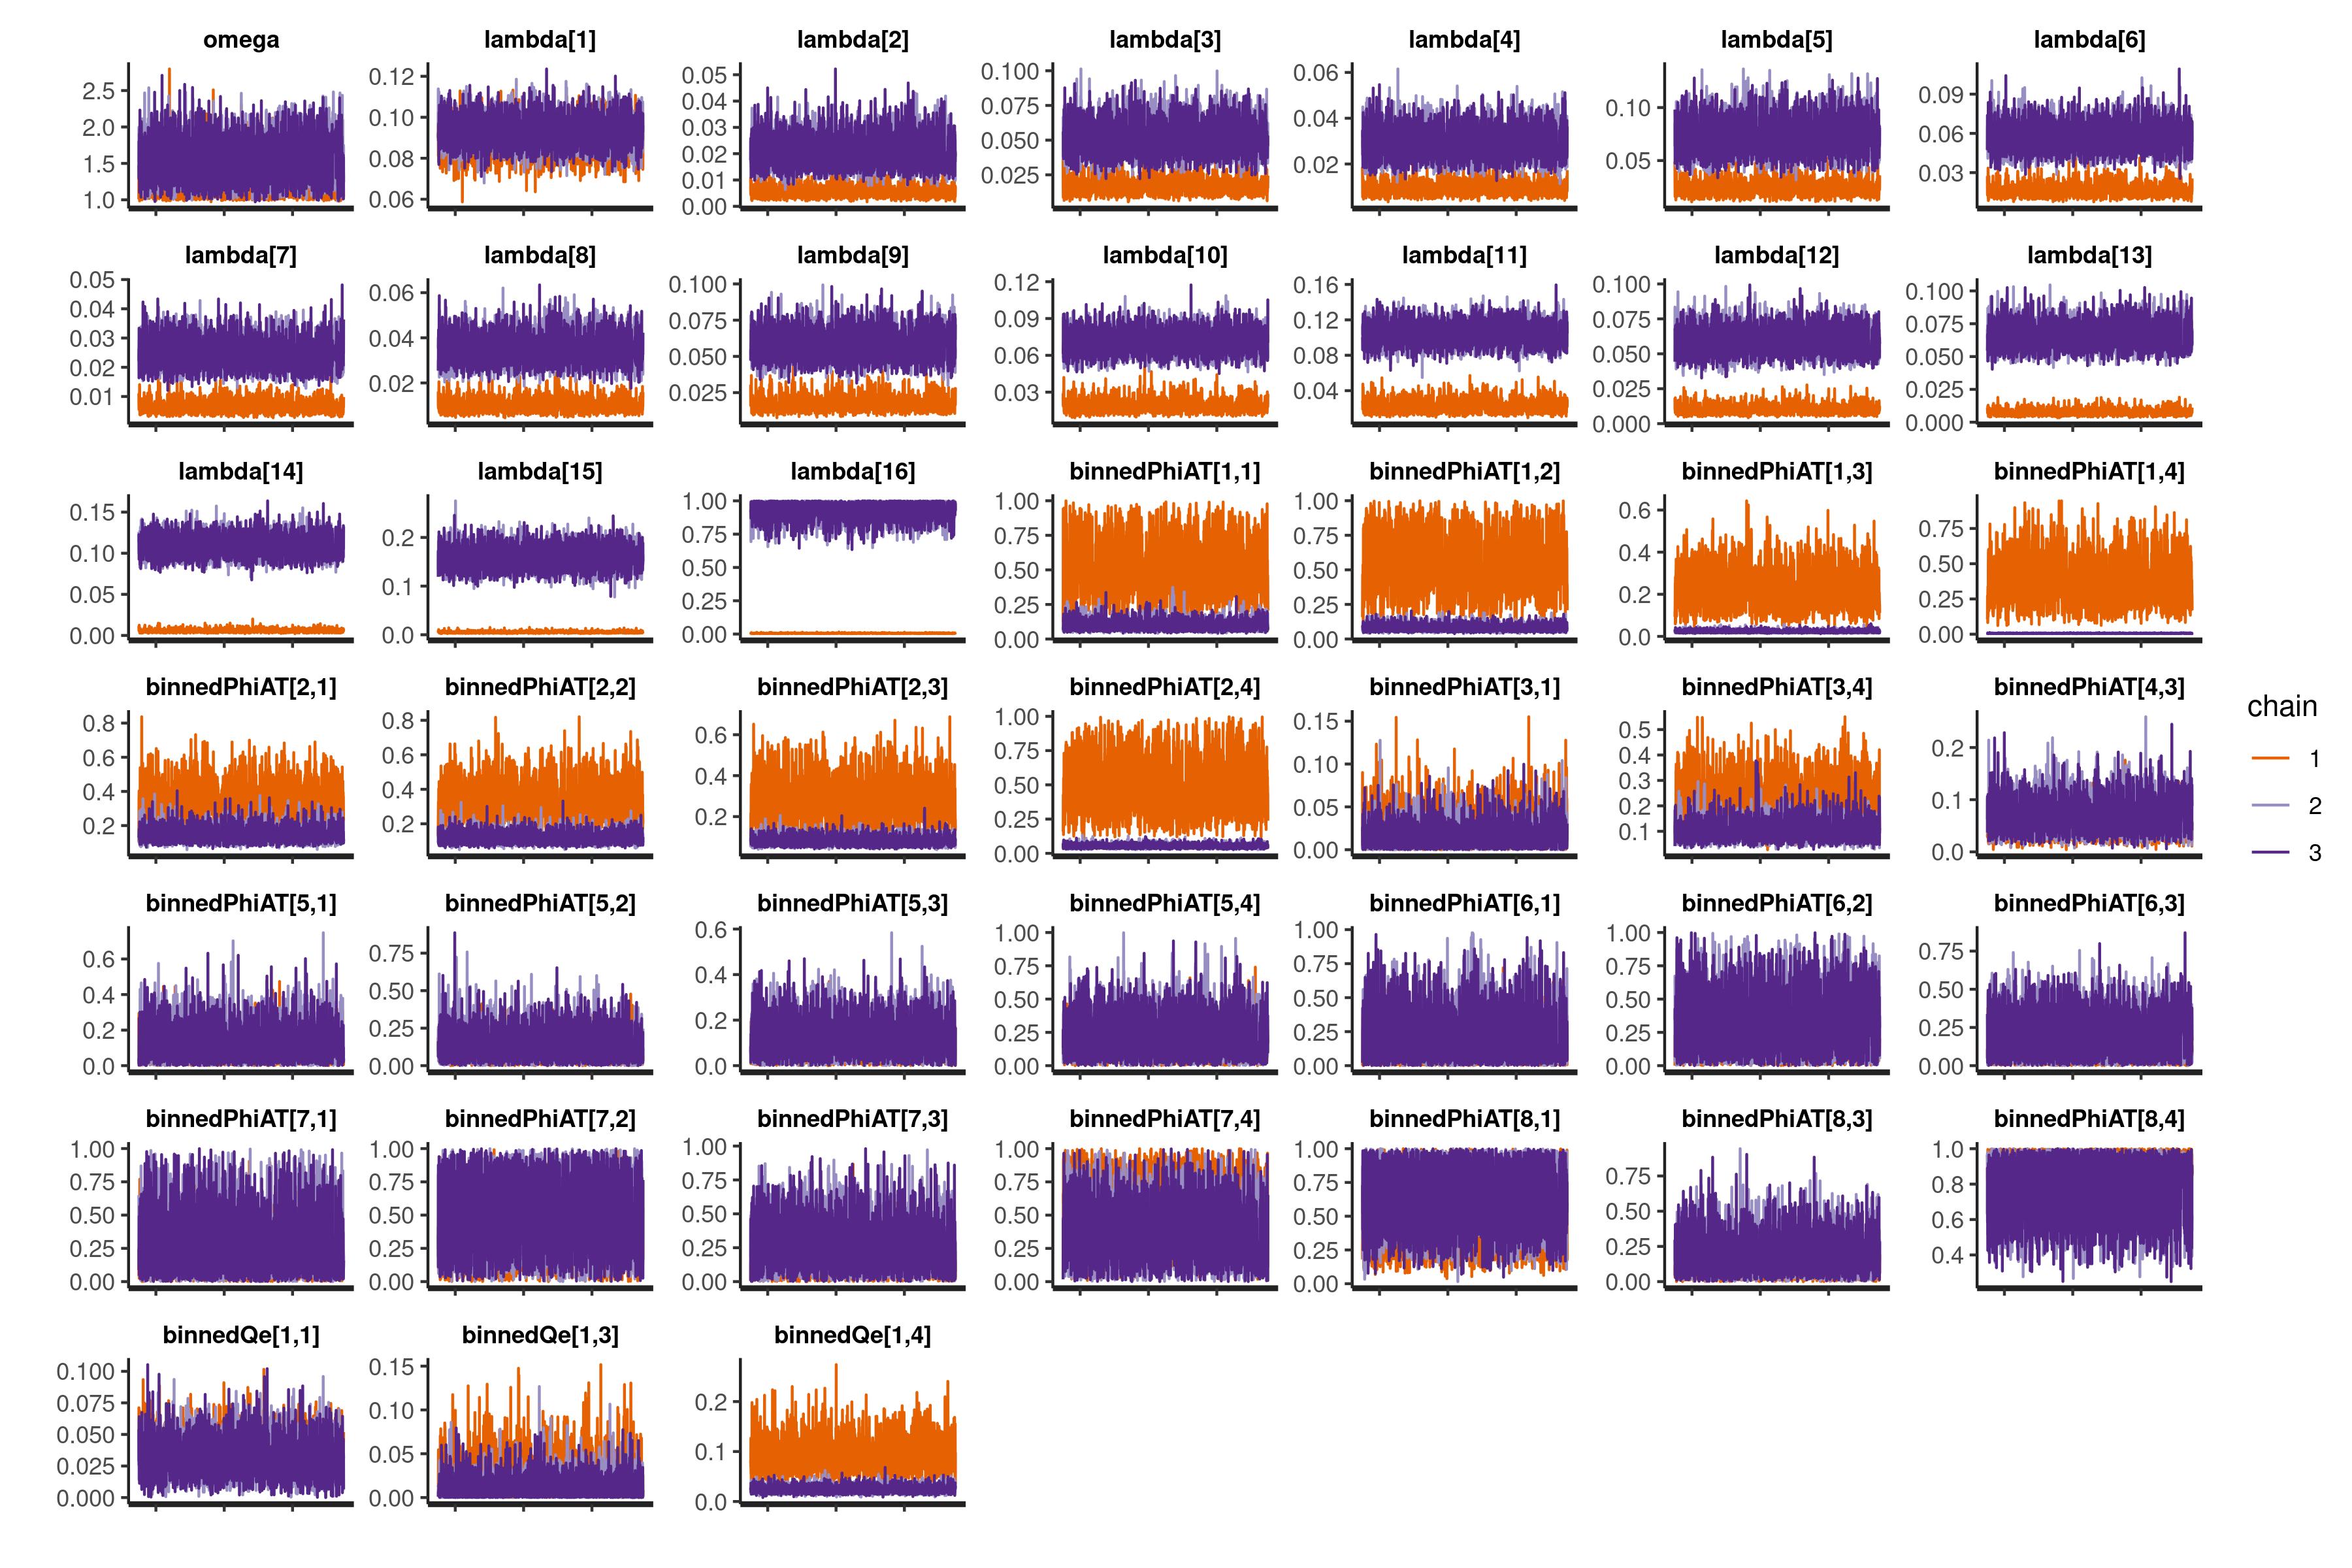 omega lambda[1] lambda[2] lambda[3] lambda[4] lambda[5] lambda[6]
2.5 2.0 1.5 1.0
0.12 0.10 0.08 0.06
0.05 0.04 0.03 0.02 0.01 0.00
0.100 0.075 0.050 0.025
0.06 0.04 0.02
0.10 0.05
0.09 0.06 0.03
lambda[7] lambda[8] lambda[9] lambda[10] lambda[11] lambda[12] lambda[13]
0.05 0.04 0.03 0.02 0.01
0.06 0.04 0.02
0.100 0.075 0.050 0.025
0.12 0.09 0.06 0.03
0.16 0.12 0.08 0.04
0.100 0.075 0.050 0.025 0.000
0.100 0.075 0.050 0.025 0.000
lambda[14] lambda[15] lambda[16] binnedPhiAT[1,1] binnedPhiAT[1,2] binnedPhiAT[1,3] binnedPhiAT[1,4]
0.15 0.10 0.05 0.00
0.2 0.1 0.0
1.00 0.75 0.50 0.25 0.00
1.00 0.75 0.50 0.25 0.00
1.00 0.75 0.50 0.25 0.00
0.6 0.4 0.2 0.0
0.75 0.50 0.25 0.00
binnedPhiAT[2,1] binnedPhiAT[2,2] binnedPhiAT[2,3] binnedPhiAT[2,4] binnedPhiAT[3,1] binnedPhiAT[3,4] binnedPhiAT[4,3]
0.8 0.6 0.4 0.2
0.8 0.6 0.4 0.2
0.6 0.4 0.2
1.00 0.75 0.50 0.25 0.00
0.15 0.10 0.05 0.00
0.5 0.4 0.3 0.2 0.1
0.2 0.1 0.0
binnedPhiAT[5,1] binnedPhiAT[5,2] binnedPhiAT[5,3] binnedPhiAT[5,4] binnedPhiAT[6,1] binnedPhiAT[6,2] binnedPhiAT[6,3]
0.6 0.4 0.2 0.0
0.75 0.50 0.25 0.00
0.6 0.4 0.2 0.0
1.00 0.75 0.50 0.25 0.00
1.00 0.75 0.50 0.25 0.00
1.00 0.75 0.50 0.25 0.00
0.75 0.50 0.25 0.00
binnedPhiAT[7,1] binnedPhiAT[7,2] binnedPhiAT[7,3] binnedPhiAT[7,4] binnedPhiAT[8,1] binnedPhiAT[8,3] binnedPhiAT[8,4]
1.00 0.75 0.50 0.25 0.00
1.00 0.75 0.50 0.25 0.00
1.00 0.75 0.50 0.25 0.00
1.00 0.75 0.50 0.25 0.00
1.00 0.75 0.50 0.25 0.00
0.75 0.50 0.25 0.00
1.0 0.8 0.6 0.4
binnedQe[1,1] binnedQe[1,3] binnedQe[1,4]
0.100 0.075 0.050 0.025 0.000
0.15 0.10 0.05 0.00
0.2 0.1 0.0
chain
1
2
3